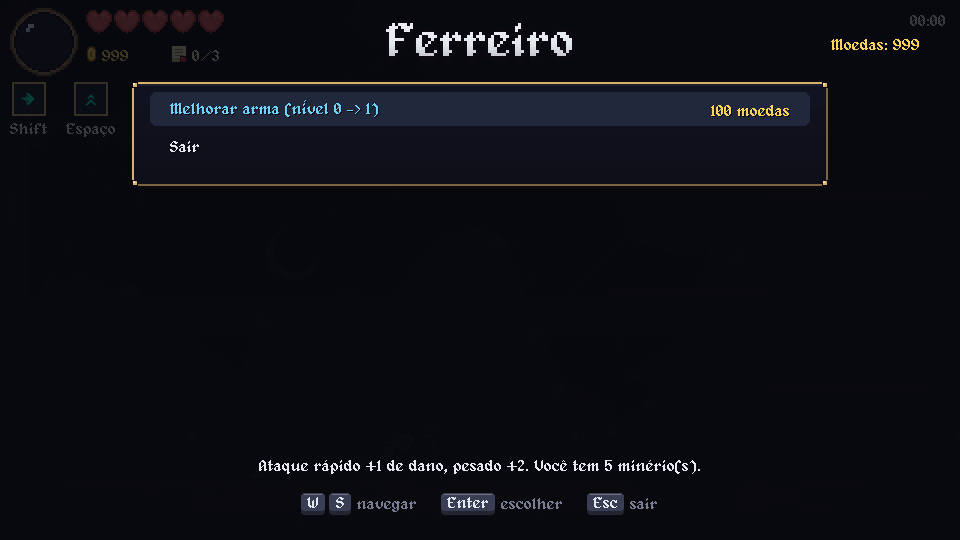 Ferreiro
00:00
Moedas: 999
999
0/3
Shift
Espaço
Melhorar arma (nível 0 -> 1)
100 moedas
Sair
Ataque rápido +1 de dano, pesado +2. Você tem 5 minério(s).
W S navegar Enter escolher Esc sair